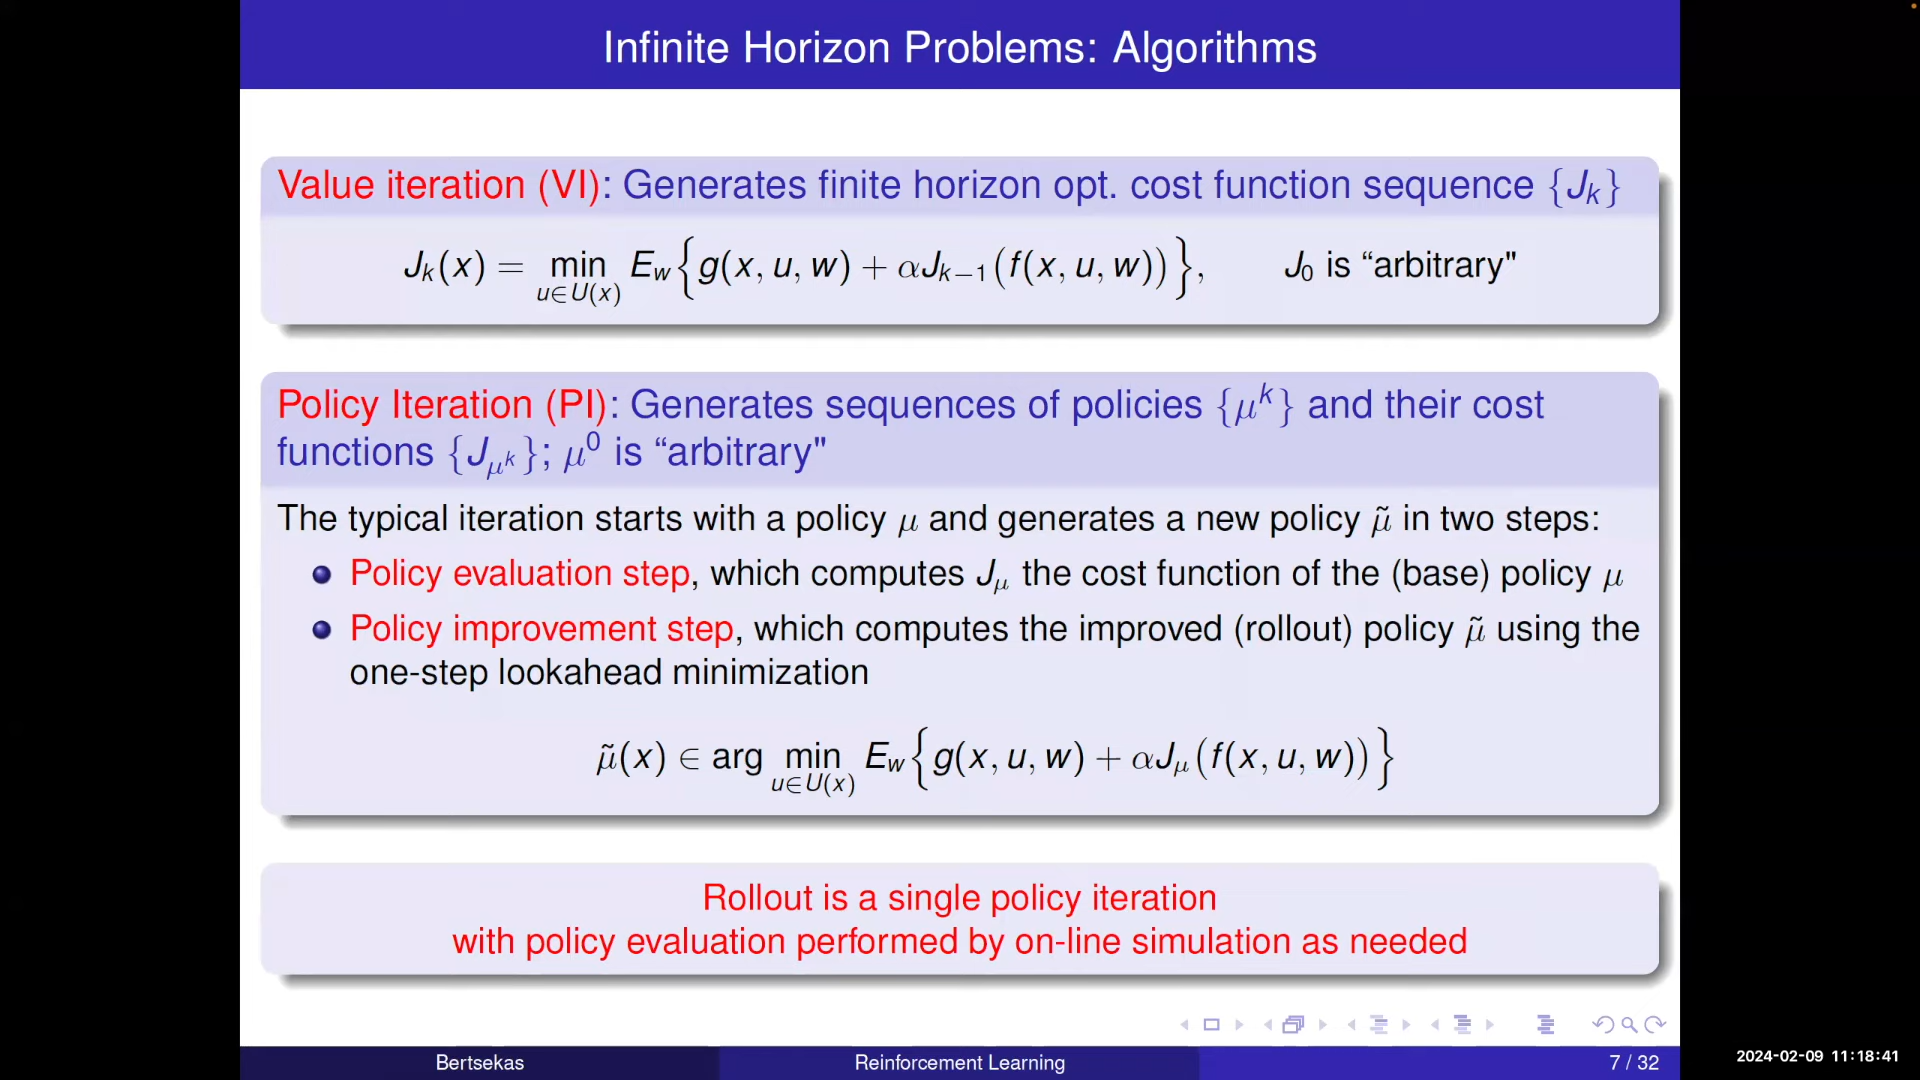 Infinite Horizon Problems: Algorithms
Value iteration (VI): Generates finite horizon opt. cost function sequence {J_k}
J_k(x) = min_{u∈U(x)} E_w{g(x, u, w) + αJ_{k−1}(f(x, u, w))},    J_0 is “arbitrary"
Policy Iteration (PI): Generates sequences of policies {μ^k} and their cost
functions {J_{μ^k}}; μ^0 is “arbitrary"
The typical iteration starts with a policy μ and generates a new policy μ̃ in two steps:
Policy evaluation step, which computes J_μ the cost function of the (base) policy μ
Policy improvement step, which computes the improved (rollout) policy μ̃ using the
one-step lookahead minimization
μ̃(x) ∈ arg min_{u∈U(x)} E_w{g(x, u, w) + αJ_μ(f(x, u, w))}
Rollout is a single policy iteration
with policy evaluation performed by on-line simulation as needed
Bertsekas
Reinforcement Learning
7 / 32
2024-02-09 11:18:41